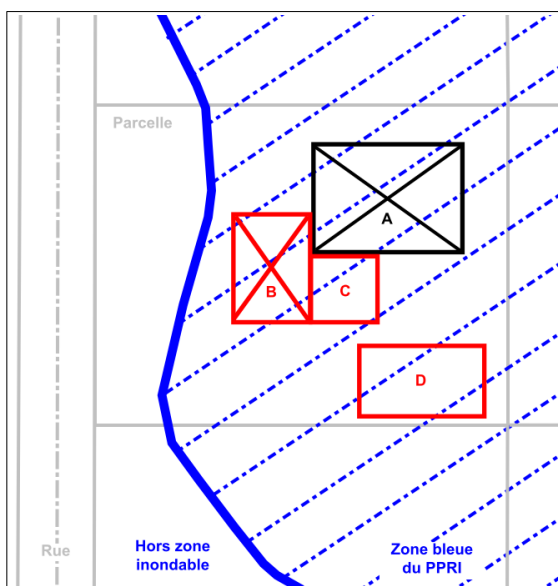 Parcelle
A
B
C
D
Rue
Hors zone
inondable
Zone bleue
du PPRI